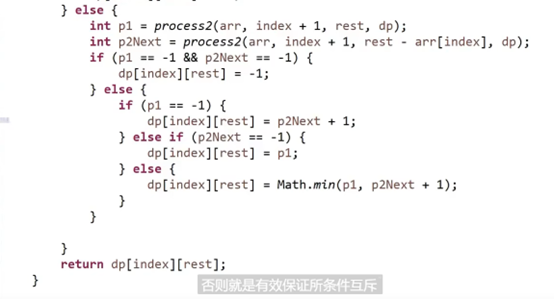 } else {
int p1 = process2(arr, index + 1, rest, dp);
int p2Next = process2(arr, index + 1, rest - arr[index], dp);
if (p1 == -1 && p2Next == -1) {
dp[index][rest] = -1;
} else {
if (p1 == -1) {
dp[index][rest] = p2Next + 1;
} else if (p2Next == -1) {
dp[index][rest] = p1;
} else {
dp[index][rest] = Math.min(p1, p2Next + 1);
}
}
}
return dp[index][rest];
否则就是有效保证所条件互斥
}